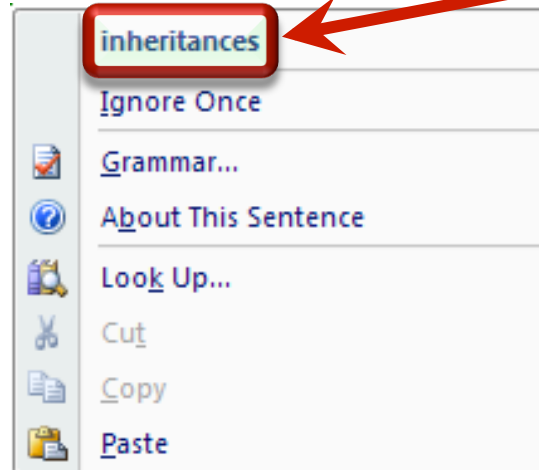 inheritances
Ignore Once
Grammar...
About This Sentence
Look Up...
Cut
Copy
Paste